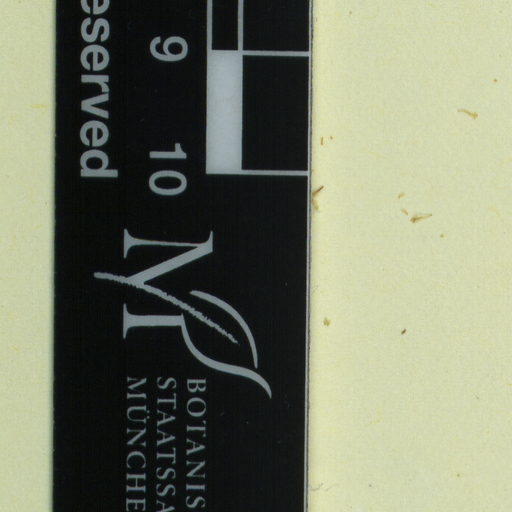 eserved
9 10
M
BOTANIS
STAATSSA
MÜNCHE